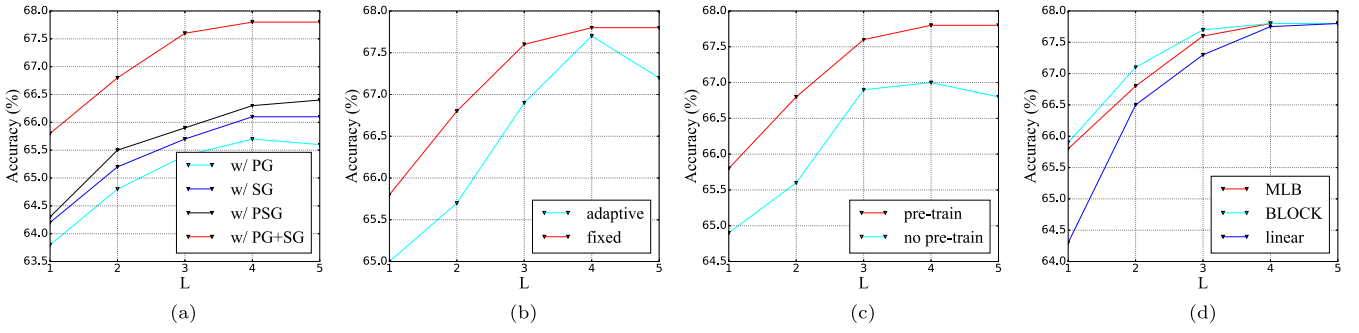 68.0
67.5
67.0
66.5
66.0
65.5
65.0
64.5
64.0
63.5
Accuracy (%)
1 2 3 4 5
L
w/ PG
w/ SG
w/ PSG
w/ PG+SG
(a)
68.0
67.5
67.0
66.5
66.0
65.5
65.0
Accuracy (%)
1 2 3 4 5
L
adaptive
fixed
(b)
68.0
67.5
67.0
66.5
66.0
65.5
65.0
64.5
Accuracy (%)
1 2 3 4 5
L
pre-train
no pre-train
(c)
68.0
67.5
67.0
66.5
66.0
65.5
65.0
64.5
64.0
Accuracy (%)
1 2 3 4 5
L
MLB
BLOCK
linear
(d)